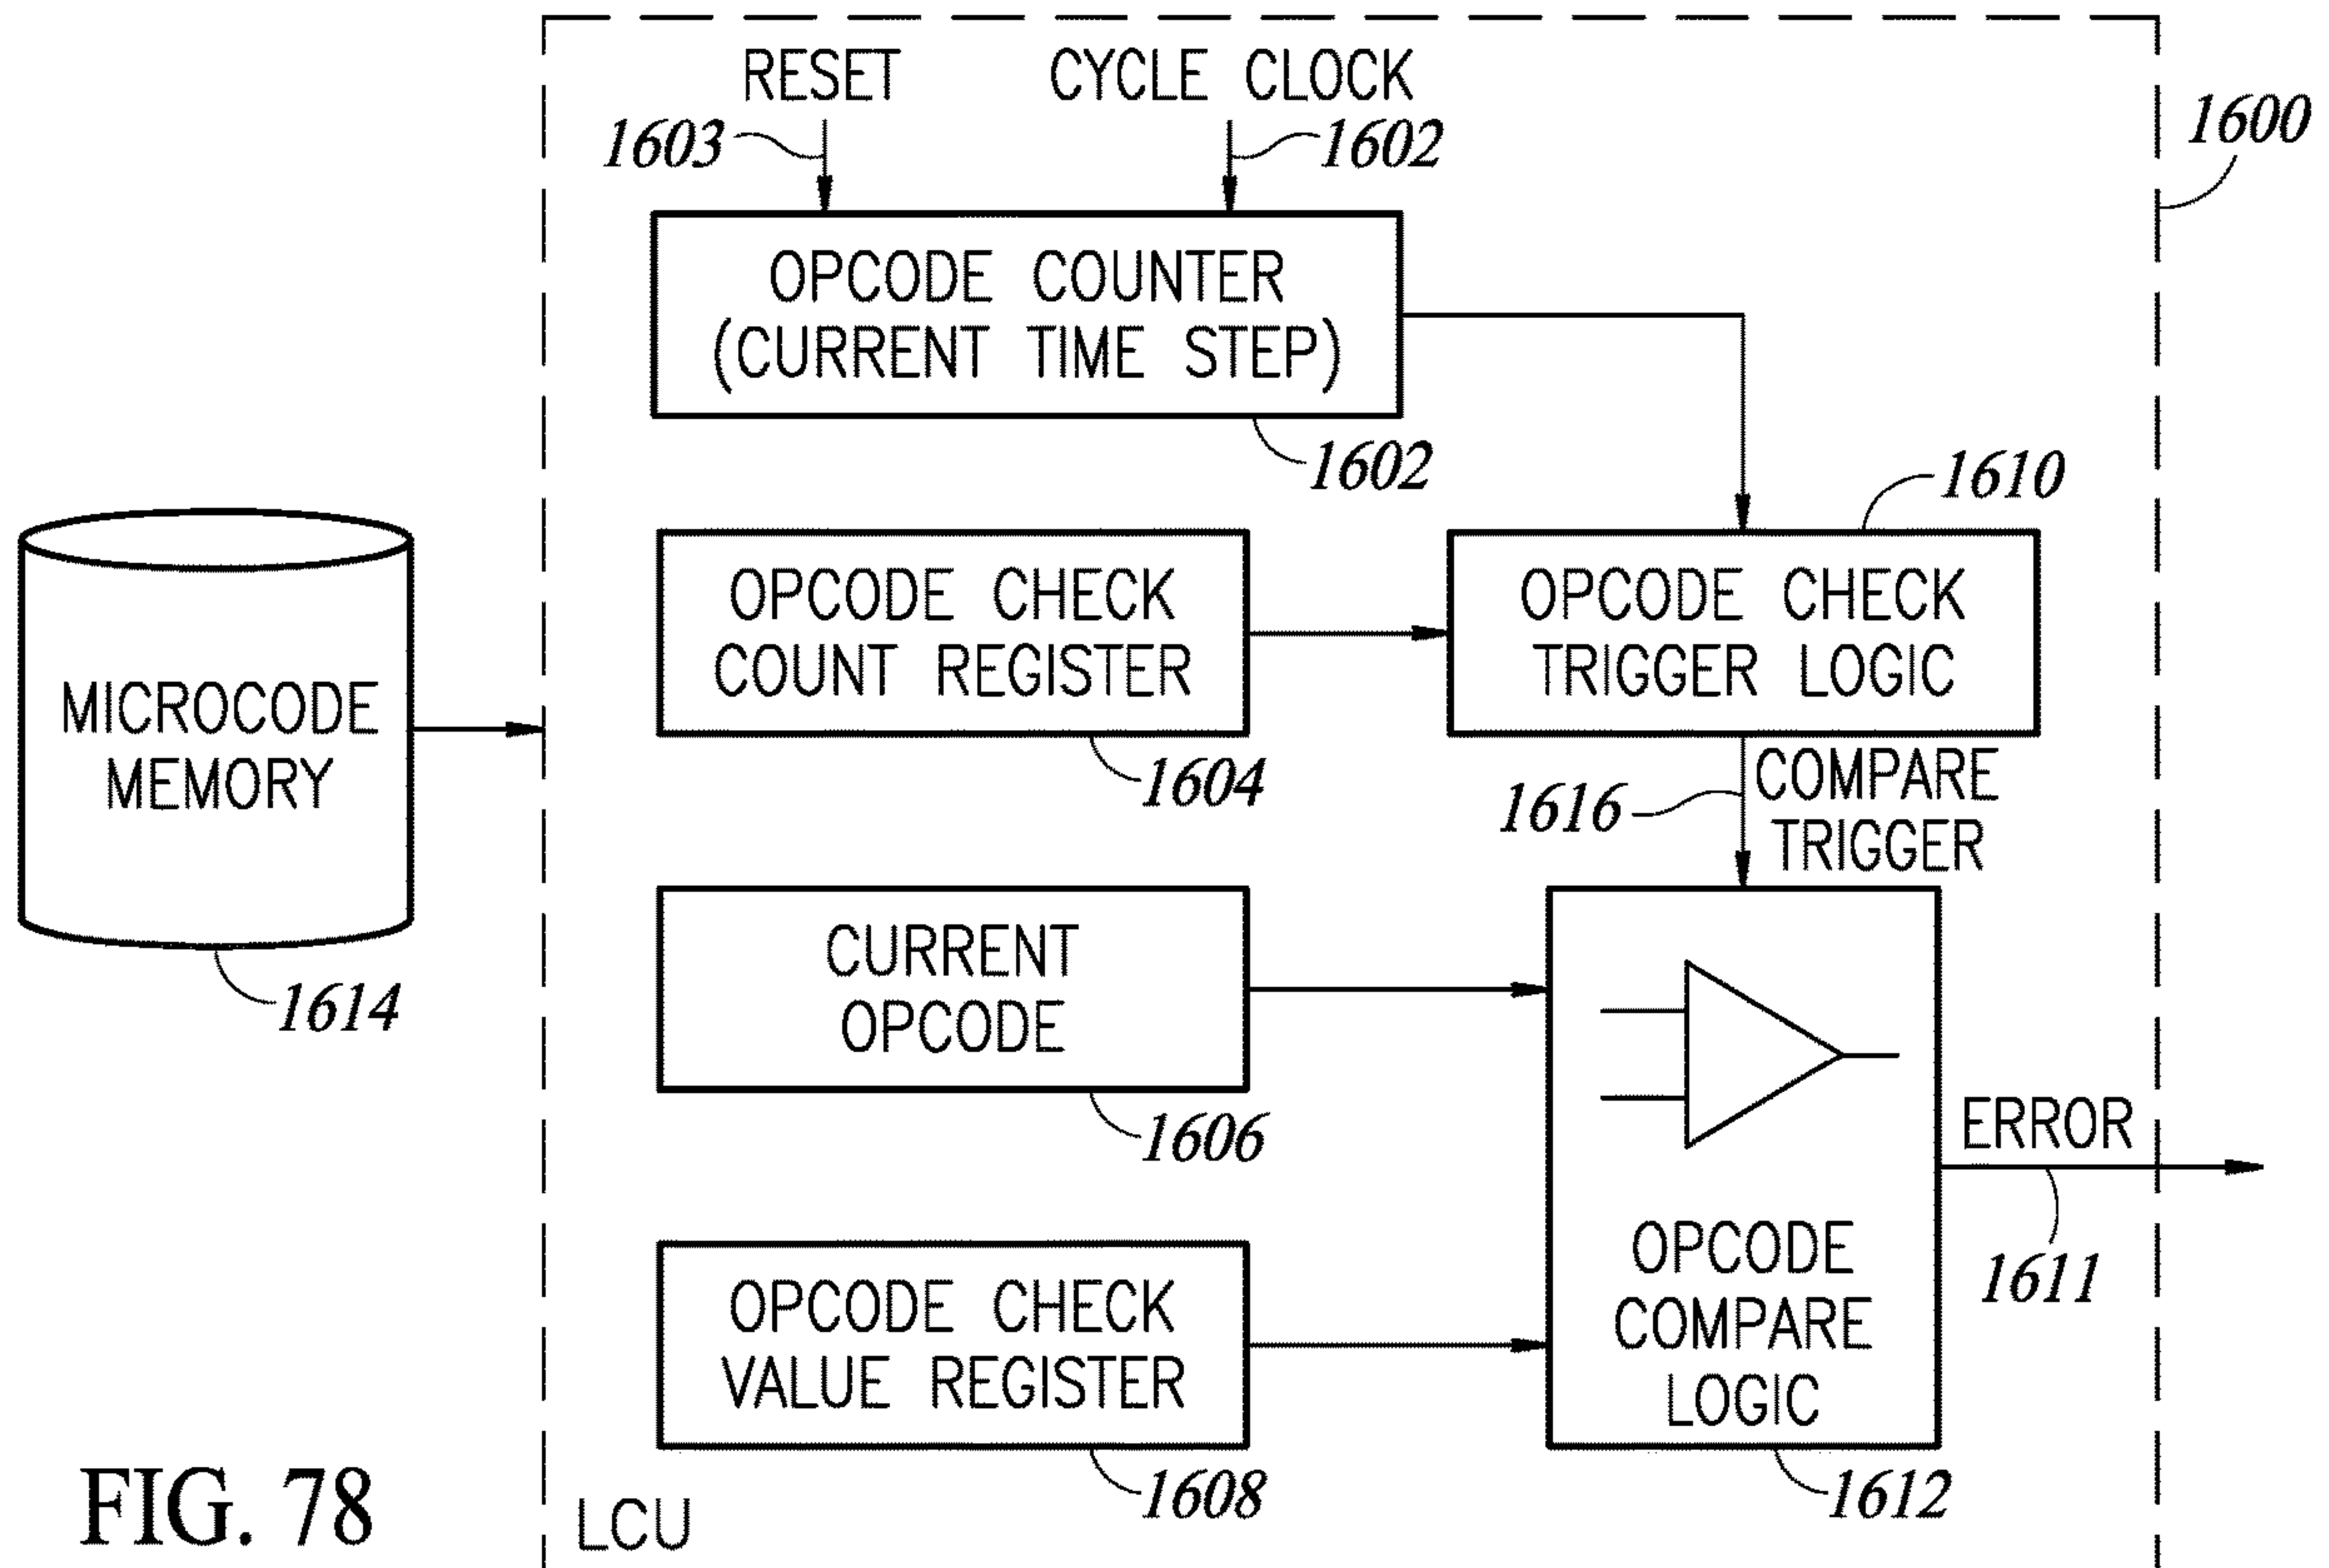 RESET
CYCLE CLOCK
1603
1602
1600
OPCODE COUNTER
(CURRENT TIME STEP)
1602
1610
OPCODE CHECK
COUNT REGISTER
1604
OPCODE CHECK
TRIGGER LOGIC
MICROCODE
MEMORY
1614
1616
COMPARE
TRIGGER
CURRENT
OPCODE
1606
ERROR
1611
OPCODE
COMPARE
LOGIC
1612
OPCODE CHECK
VALUE REGISTER
1608
LCU
FIG. 78